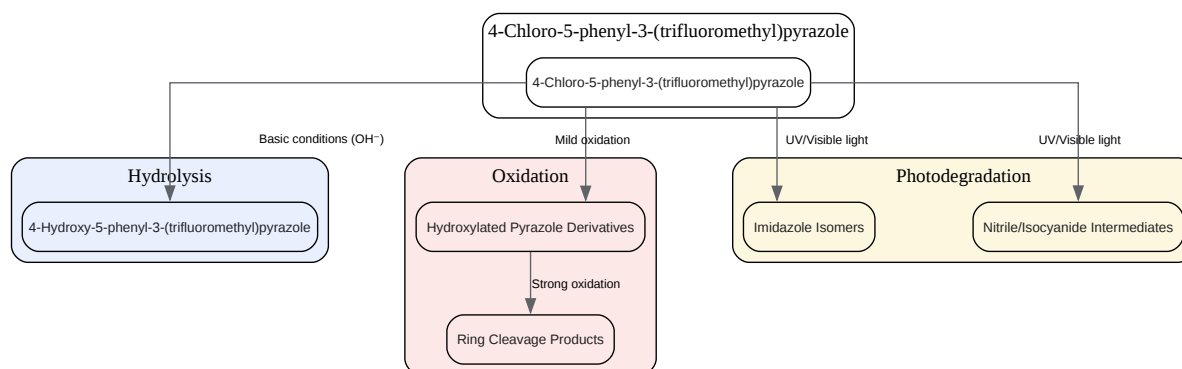 4-Chloro-5-phenyl-3-(trifluoromethyl)pyrazole
4-Chloro-5-phenyl-3-(trifluoromethyl)pyrazole
Basic conditions (OH⁻)
Mild oxidation
UV/Visible light
UV/Visible light
Hydrolysis
4-Hydroxy-5-phenyl-3-(trifluoromethyl)pyrazole
Oxidation
Hydroxylated Pyrazole Derivatives
Strong oxidation
Ring Cleavage Products
Photodegradation
Imidazole Isomers
Nitrile/Isocyanide Intermediates